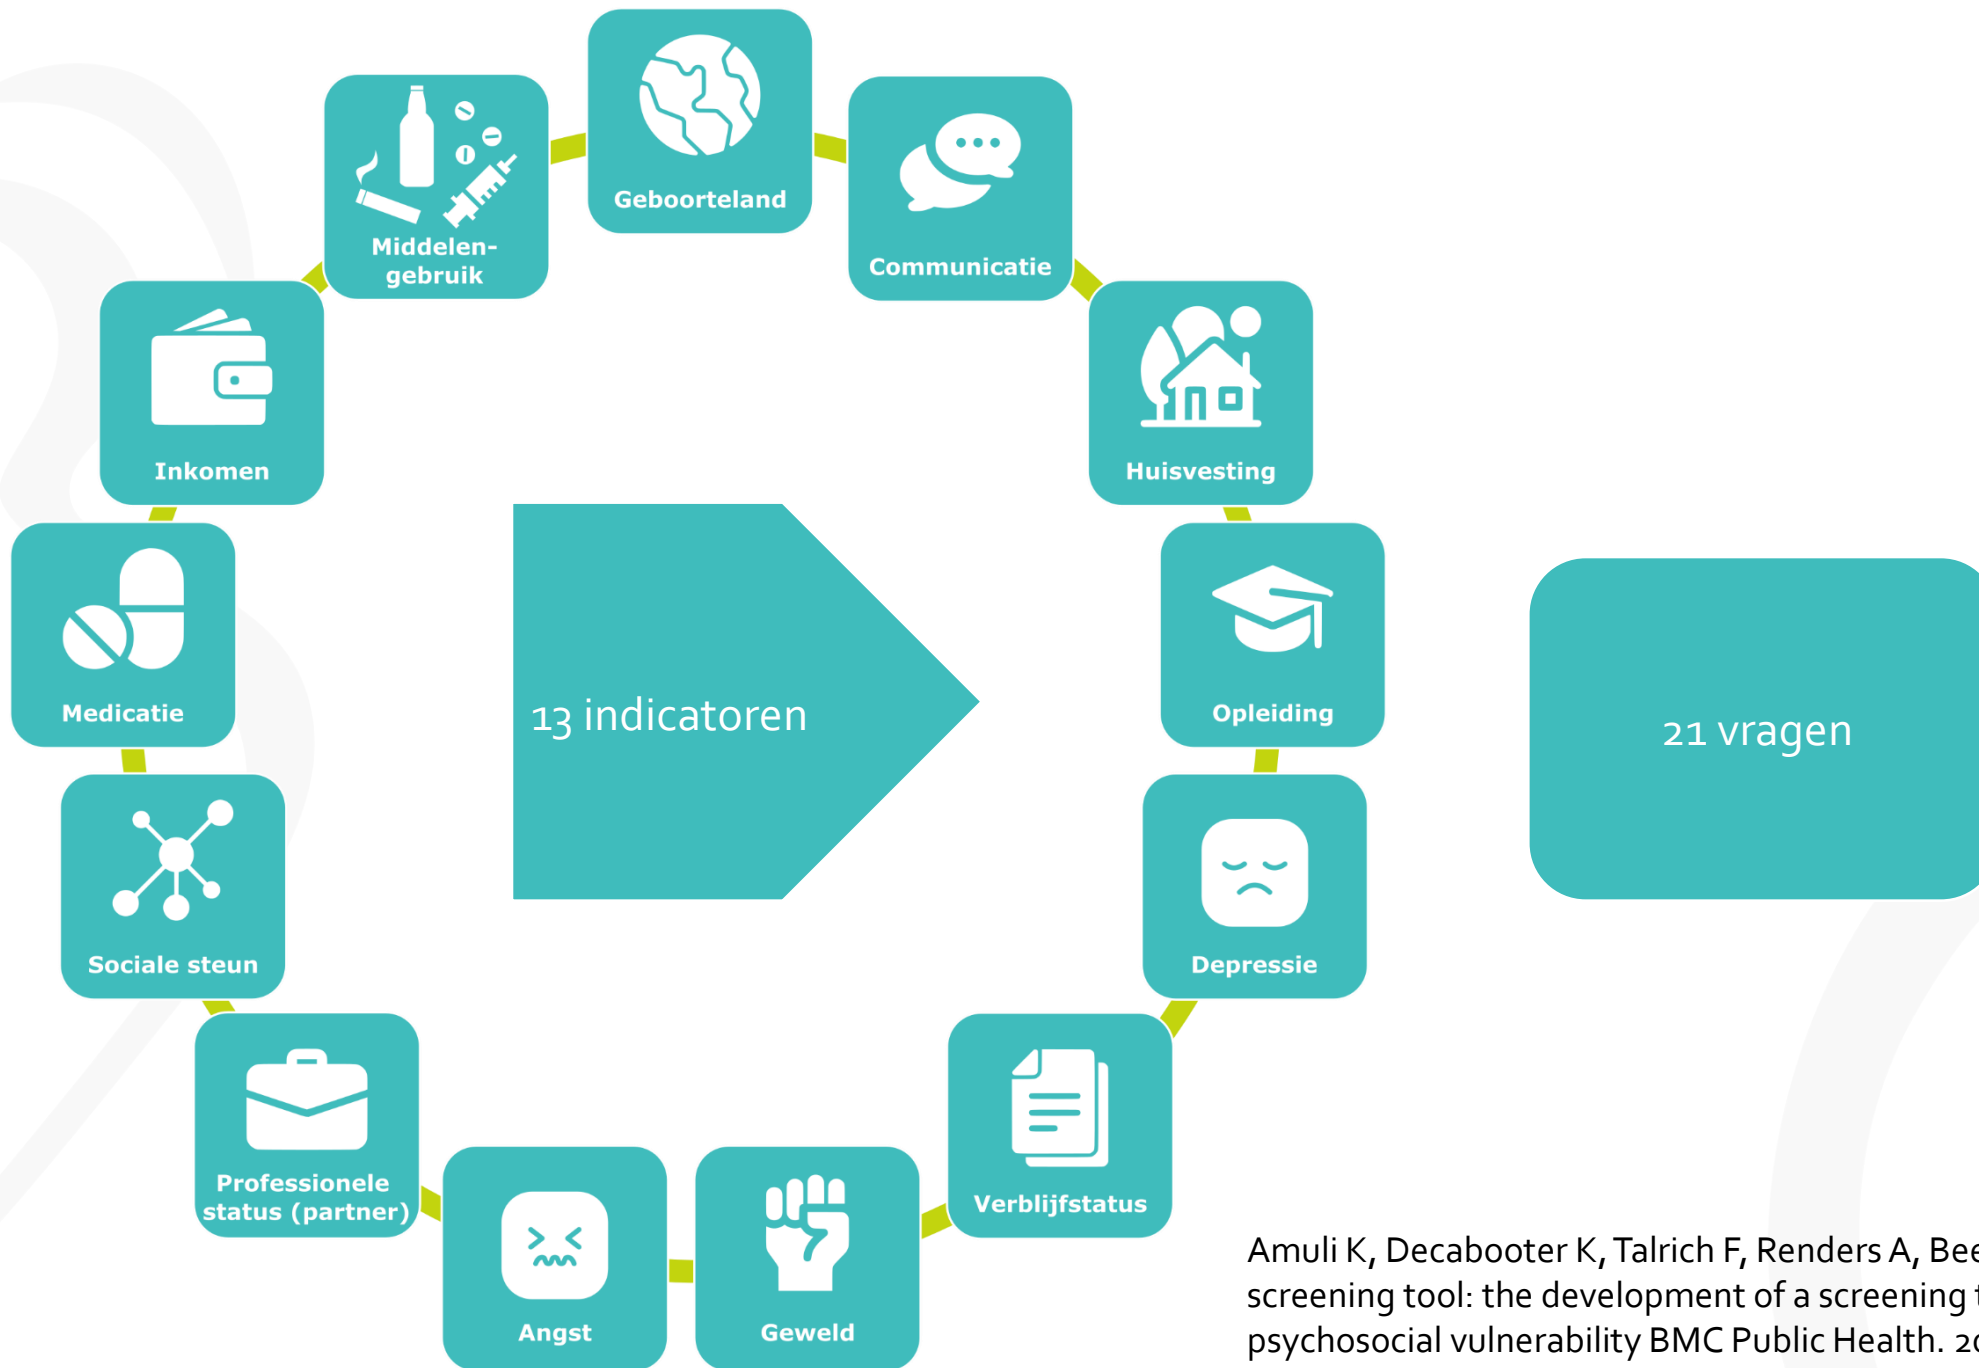 Geboorteland
Communicatie
Huisvesting
Opleiding
Depressie
Verblijfstatus
Geweld
Angst
Professionele
status (partner)
Sociale steun
Medicatie
Inkomen
Middelen-
gebruik
13 indicatoren
21 vragen
Amuli K, Decabooter K, Talrich F, Renders A,
screening tool: the development of a screening
psychosocial vulnerability BMC Public Health.